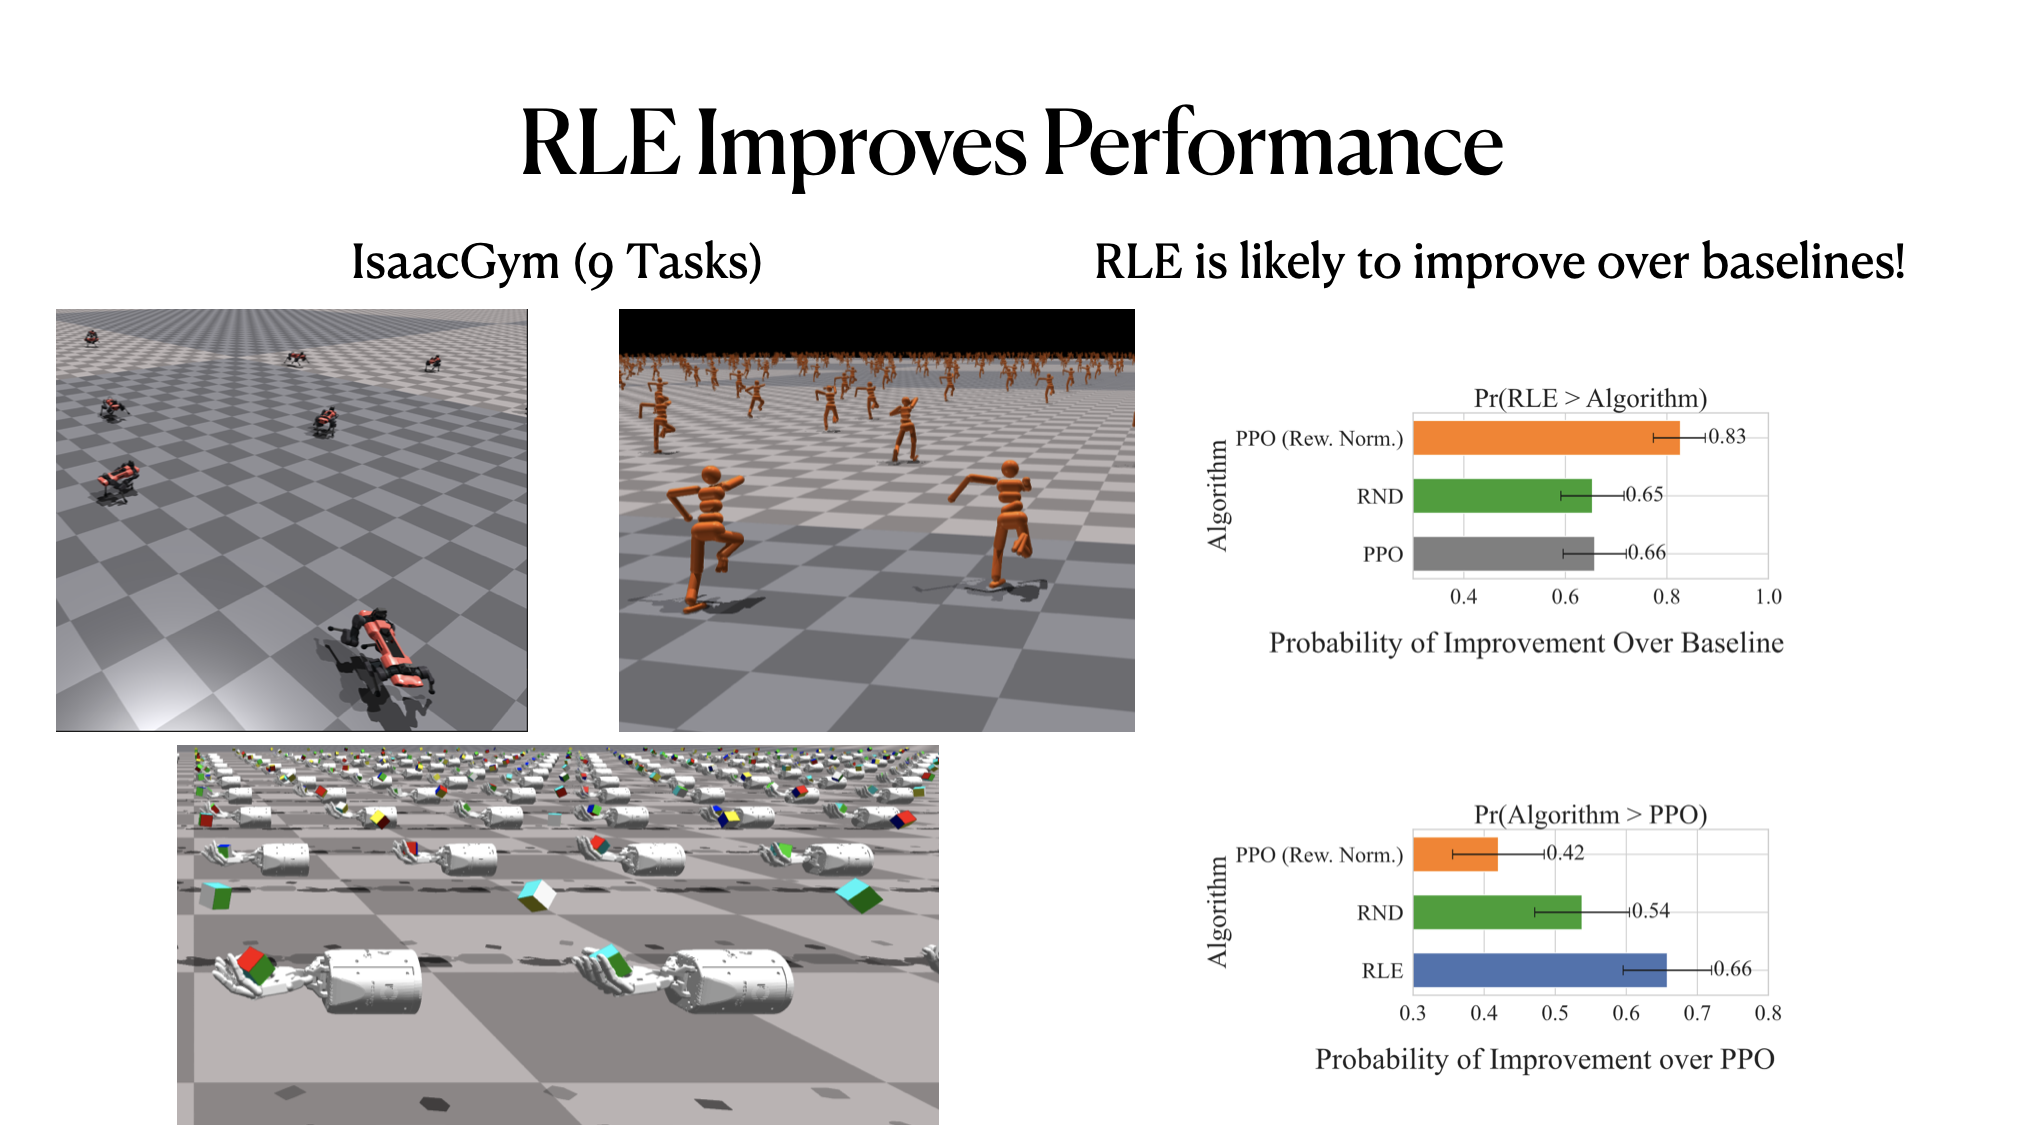 RLE Improves Performance
IsaacGym (9 Tasks)
RLE is likely to improve over baselines!
Pr(RLE > Algorithm)
Algorithm
PPO (Rew. Norm.)
0.83
RND
0.65
PPO
0.66
0.4 0.6 0.8 1.0
Probability of Improvement Over Baseline
Pr(Algorithm > PPO)
Algorithm
PPO (Rew. Norm.)
0.42
RND
0.54
RLE
0.66
0.3 0.4 0.5 0.6 0.7 0.8
Probability of Improvement over PPO